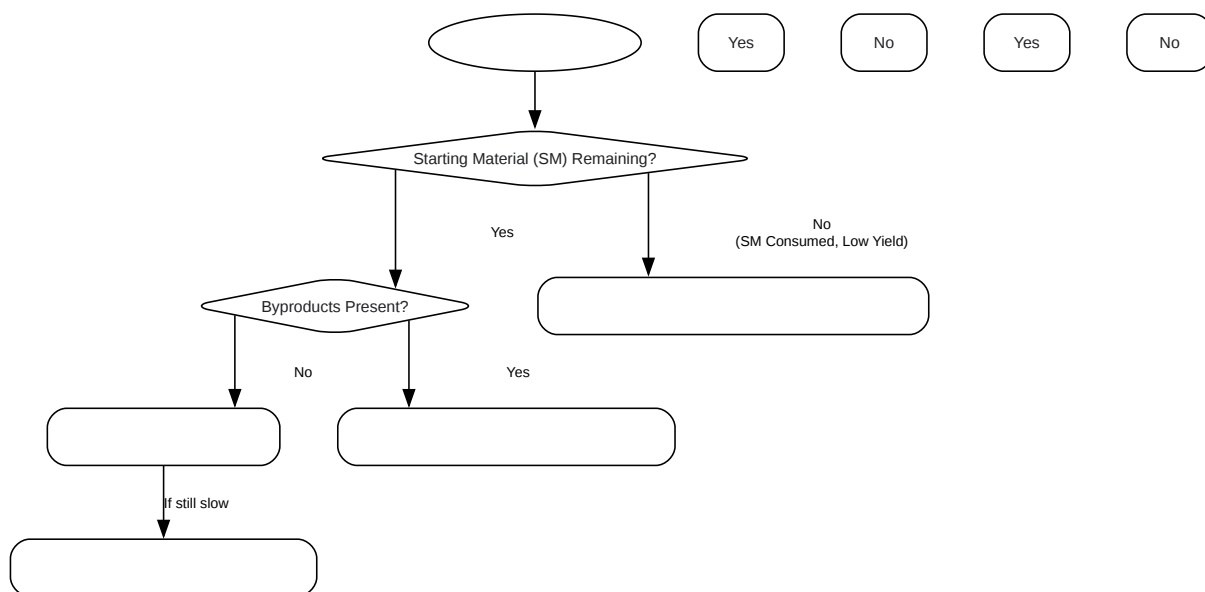 Yes
No
Yes
No
Starting Material (SM) Remaining?
Yes
No
(SM Consumed, Low Yield)
Byproducts Present?
No
Yes
If still slow